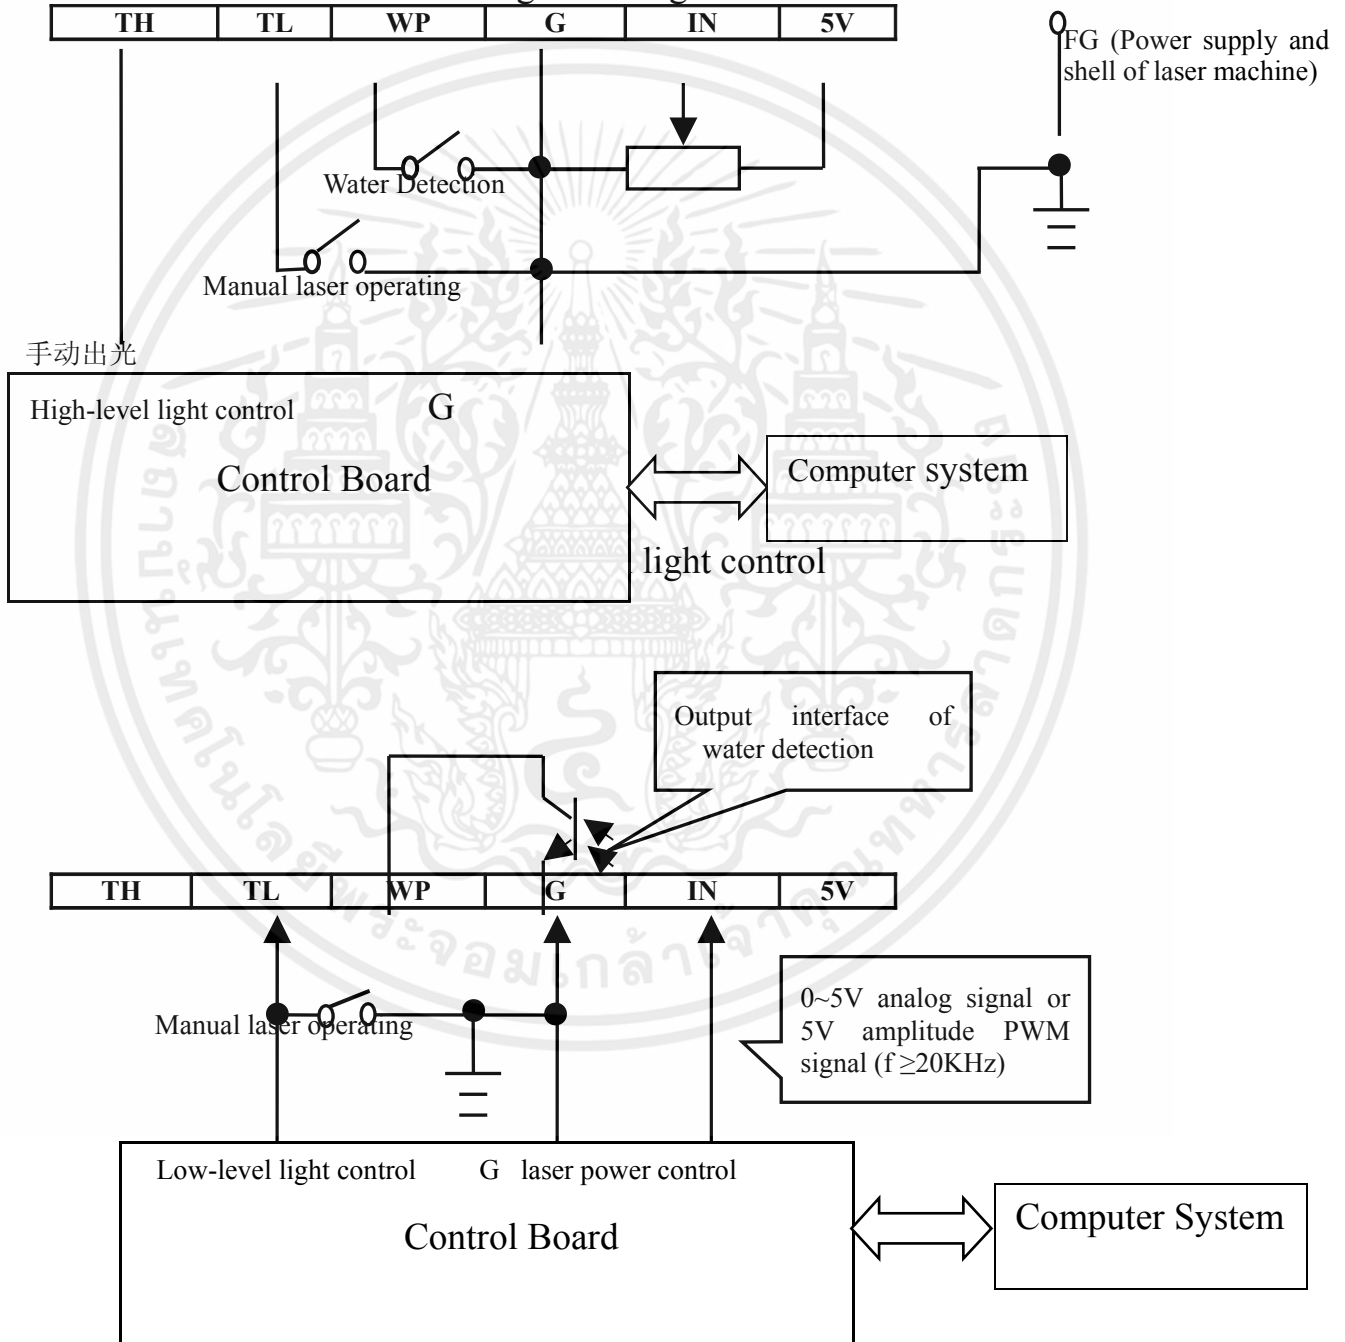 TH TL WP G IN 5V
FG (Power supply and
shell of laser machine)
Water Detection
Manual laser operating
手动出光
High-level light control G
Control Board
Computer system
light control
Output interface of
water detection
TH TL WP G IN 5V
Manual laser operating
0~5V analog signal or
5V amplitude PWM
signal (f ≥20KHz)
Low-level light control G laser power control
Control Board
Computer System